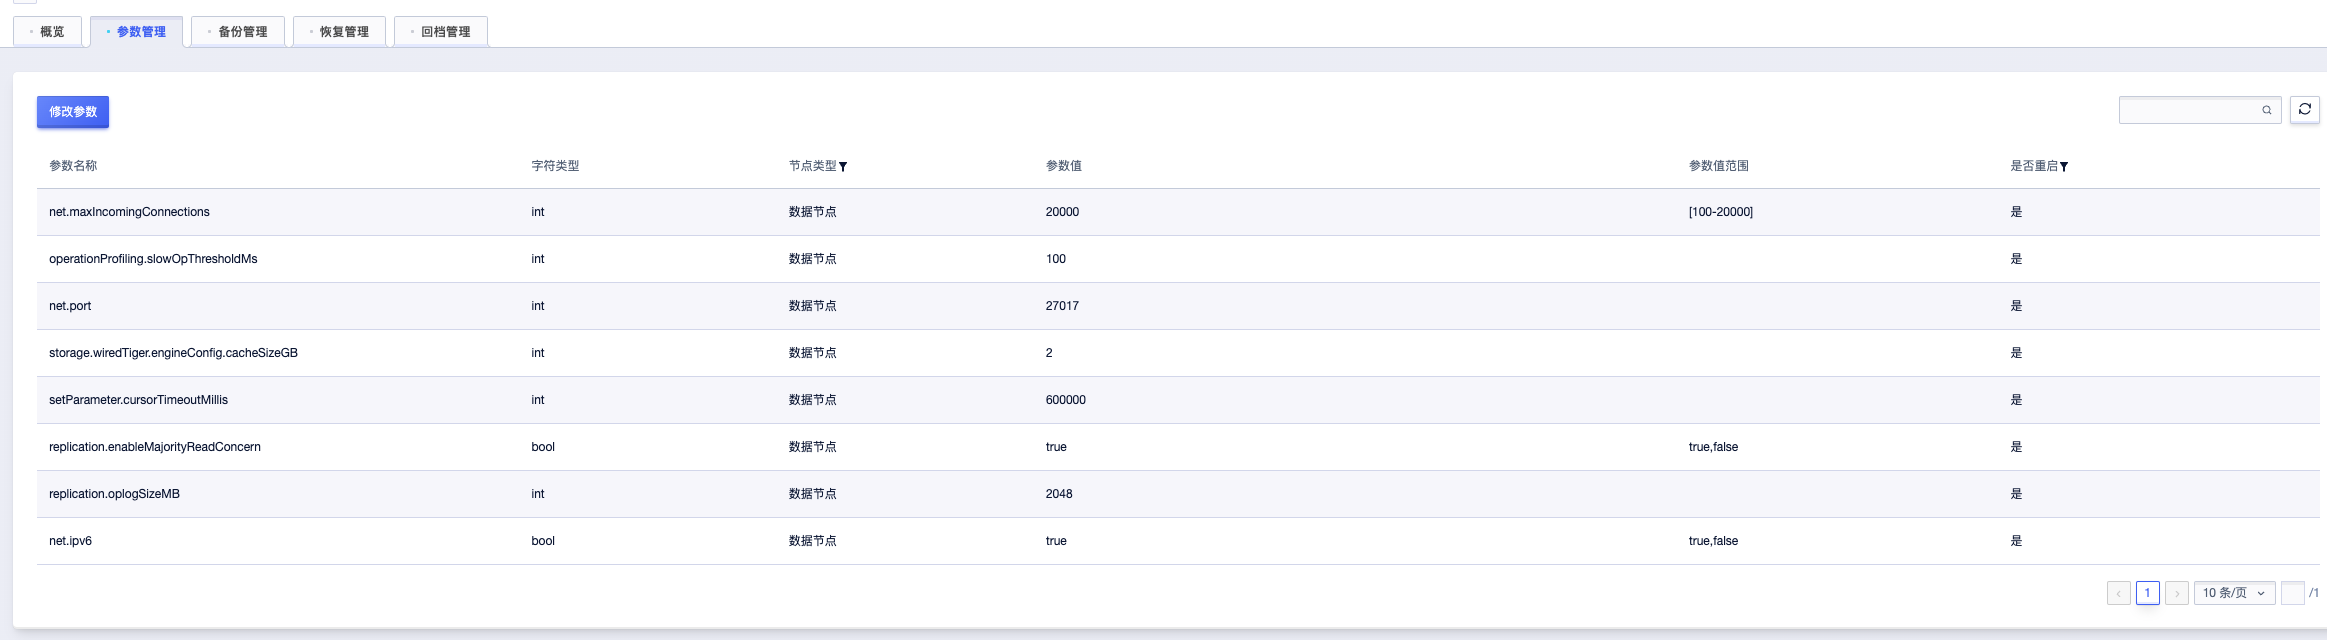 概览 参数管理 备份管理 恢复管理 回档管理
修改参数
参数名称 字符类型 节点类型 参数值 参数值范围 是否重启
net.maxIncomingConnections int 数据节点 20000 [100-20000] 是
operationProfiling.slowOpThresholdMs int 数据节点 100 是
net.port int 数据节点 27017 是
storage.wiredTiger.engineConfig.cacheSizeGB int 数据节点 2 是
setParameter.cursorTimeoutMillis int 数据节点 600000 是
replication.enableMajorityReadConcern bool 数据节点 true true,false 是
replication.oplogSizeMB int 数据节点 2048 是
net.ipv6 bool 数据节点 true true,false 是
1 10 条/页 /1